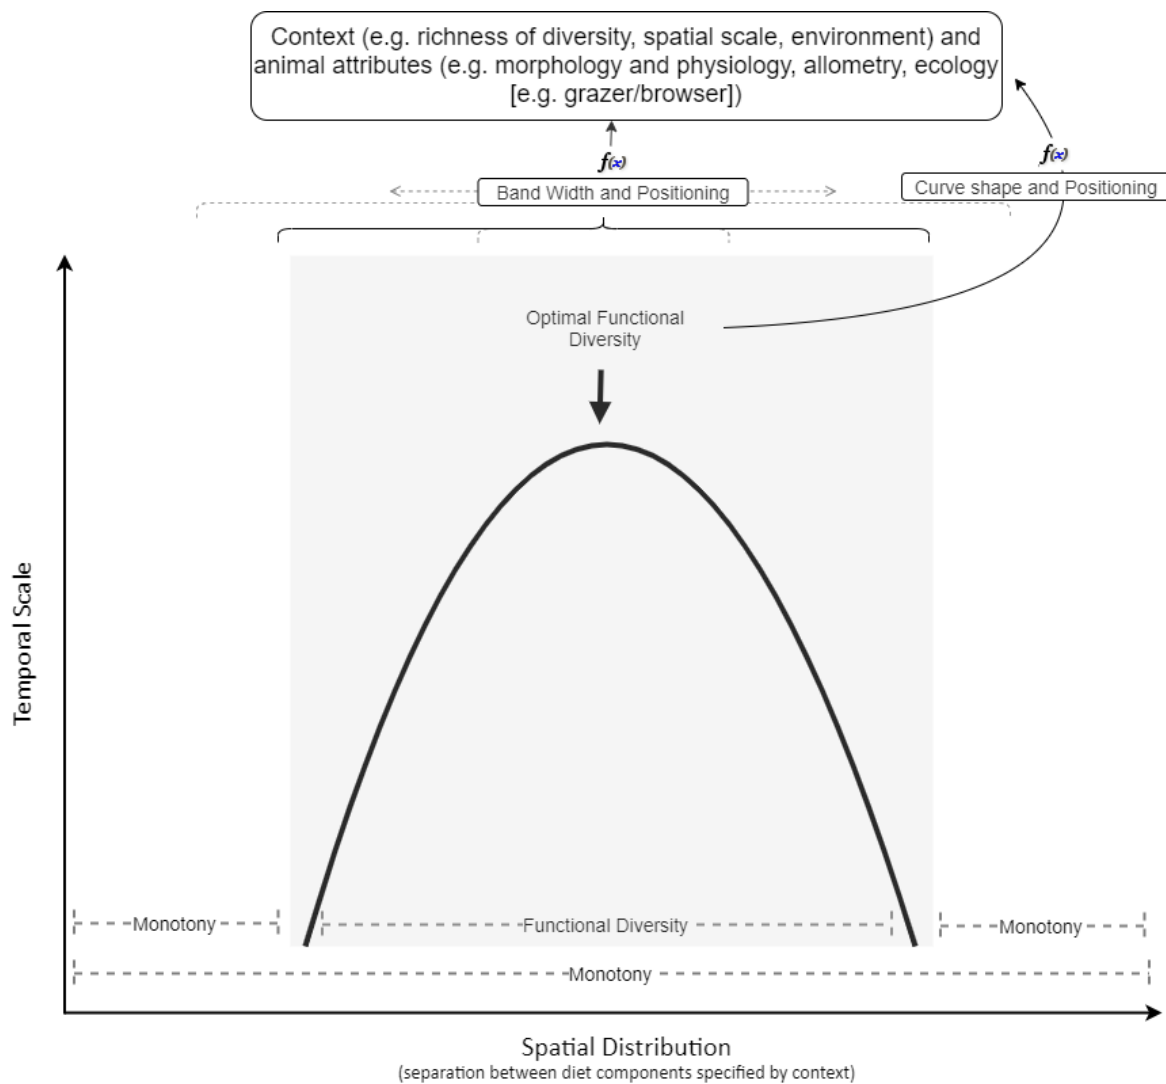 Context (e.g. richness of diversity, spatial scale, environment) and
animal attributes (e.g. morphology and physiology, allometry, ecology
[e.g. grazer/browser])
f(x)
f(x)
Band Width and Positioning
Curve shape and Positioning
Optimal Functional
Diversity
Temporal Scale
Monotony
Functional Diversity
Monotony
Monotony
Spatial Distribution
(separation between diet components specified by context)